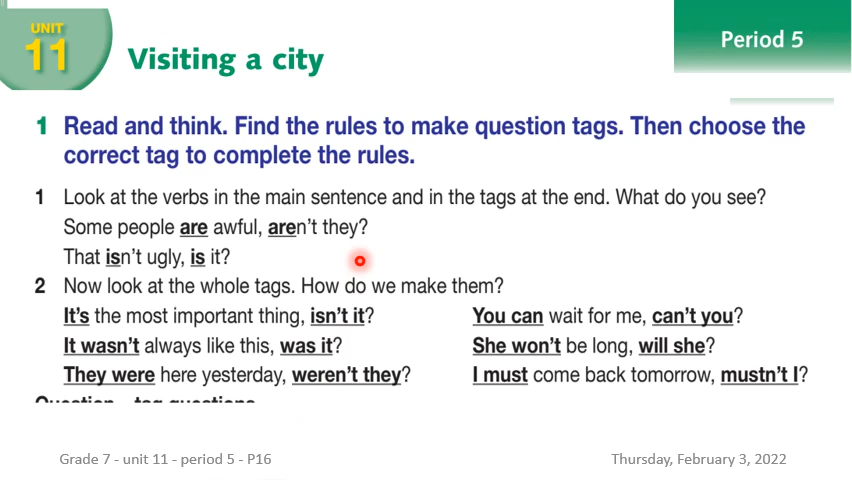 UNIT
11
Visiting a city
Period 5
1 Read and think. Find the rules to make question tags. Then choose the
correct tag to complete the rules.
1 Look at the verbs in the main sentence and in the tags at the end. What do you see?
Some people are awful, aren't they?
That isn't ugly, is it?
2 Now look at the whole tags. How do we make them?
It's the most important thing, isn't it?
You can wait for me, can't you?
It wasn't always like this, was it?
She won't be long, will she?
They were here yesterday, weren't they?
I must come back tomorrow, mustn't I?
Question – tag questions
Grade 7 - unit 11 - period 5 - P16
Thursday, February 3, 2022